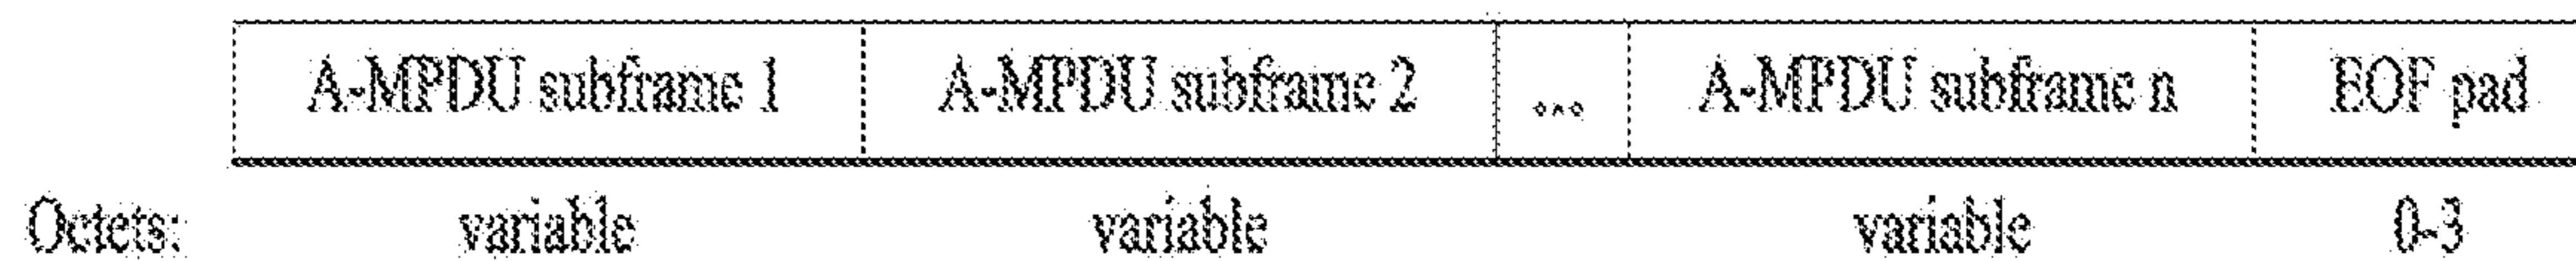 A-MPDU subframe 1 A-MPDU subframe 2 ... A-MPDU subframe n EOF pad
Octets: variable variable variable 0-3